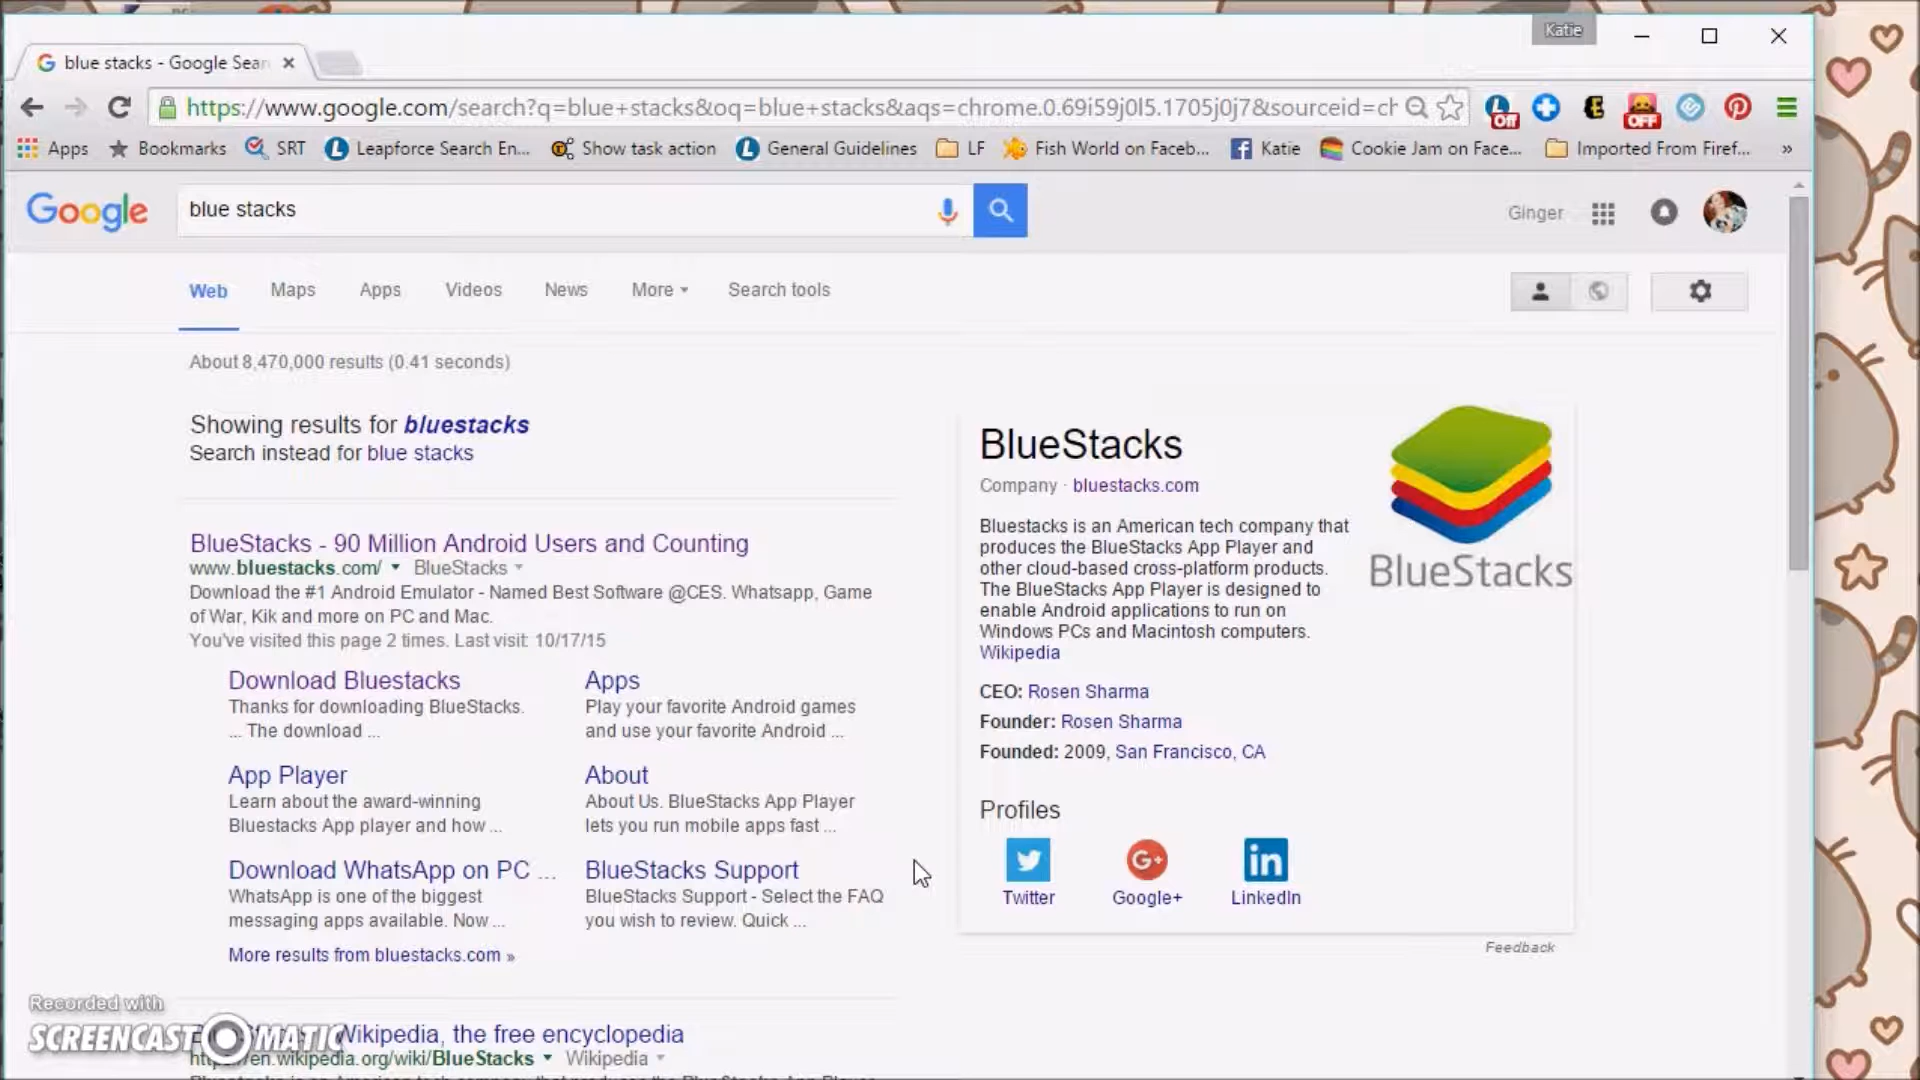 Katie
blue stacks - Google Sear
https://www.google.com/search?q=blue+stacks&oq=blue+stacks&aqs=chrome.0.69i59j0l5.1705j0j7&sourceid=ch
Off
OFF
Apps
Bookmarks
SRT
Leapforce Search En...
Show task action
General Guidelines
LF
Fish World on Faceb...
Katie
Cookie Jam on Face...
Imported From Firef...
»
Google
blue stacks
Ginger
Web
Maps
Apps
Videos
News
More
Search tools
About 8,470,000 results (0.41 seconds)
Showing results for bluestacks
Search instead for blue stacks
BlueStacks - 90 Million Android Users and Counting
www.bluestacks.com/ BlueStacks
Download the #1 Android Emulator - Named Best Software @CES. Whatsapp, Game
of War, Kik and more on PC and Mac.
You've visited this page 2 times. Last visit: 10/17/15
Download Bluestacks
Thanks for downloading BlueStacks.
... The download ...
Apps
Play your favorite Android games
and use your favorite Android ...
App Player
Learn about the award-winning
Bluestacks App player and how ...
About
About Us. BlueStacks App Player
lets you run mobile apps fast ...
Download WhatsApp on PC ...
WhatsApp is one of the biggest
messaging apps available. Now ...
BlueStacks Support
BlueStacks Support - Select the FAQ
you wish to review. Quick ...
More results from bluestacks.com »
Wikipedia, the free encyclopedia
en.wikipedia.org/wiki/BlueStacks Wikipedia
BlueStacks
Company · bluestacks.com
Bluestacks is an American tech company that
produces the BlueStacks App Player and
other cloud-based cross-platform products.
The BlueStacks App Player is designed to
enable Android applications to run on
Windows PCs and Macintosh computers.
Wikipedia
BlueStacks
CEO: Rosen Sharma
Founder: Rosen Sharma
Founded: 2009, San Francisco, CA
Profiles
Twitter
Google+
LinkedIn
Feedback
Recorded with
SCREENCAST MATIC